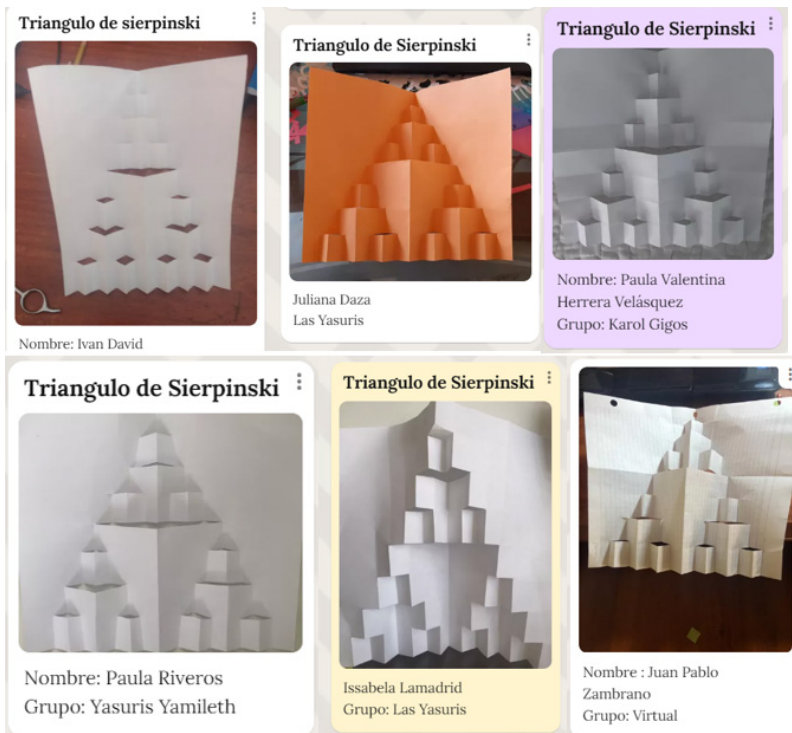 Triangulo de sierpinski
Nombre: Ivan David
Triangulo de Sierpinski
Juliana Daza
Las Yasuris
Triangulo de Sierpinski
Nombre: Paula Valentina
Herrera Velásquez
Grupo: Karol Gigos
Triangulo de Sierpinski
Nombre: Paula Riveros
Grupo: Yasuris Yamileth
Triangulo de Sierpinski
Issabela Lamadrid
Grupo: Las Yasuris
Nombre : Juan Pablo
Zambrano
Grupo: Virtual